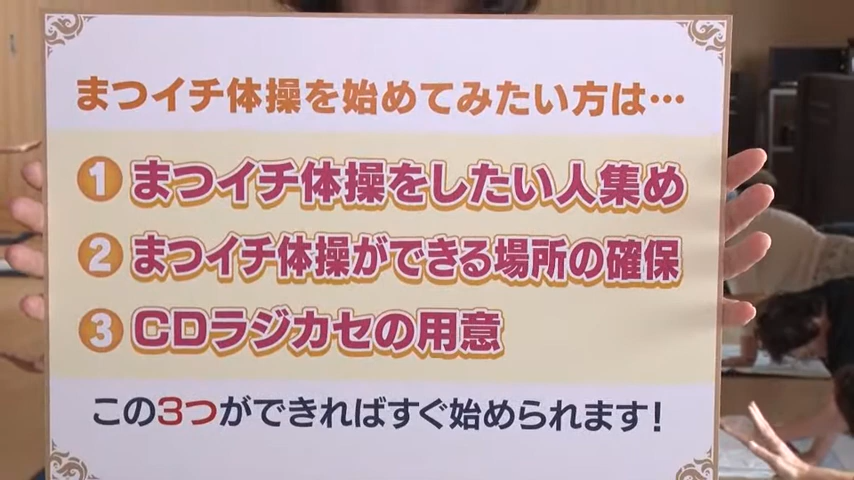 まつイチ体操を始めてみたい方は…
1 まつイチ体操をしたい人集め
2 まつイチ体操ができる場所の確保
3 CDラジカセの用意
この3つができればすぐ始められます!